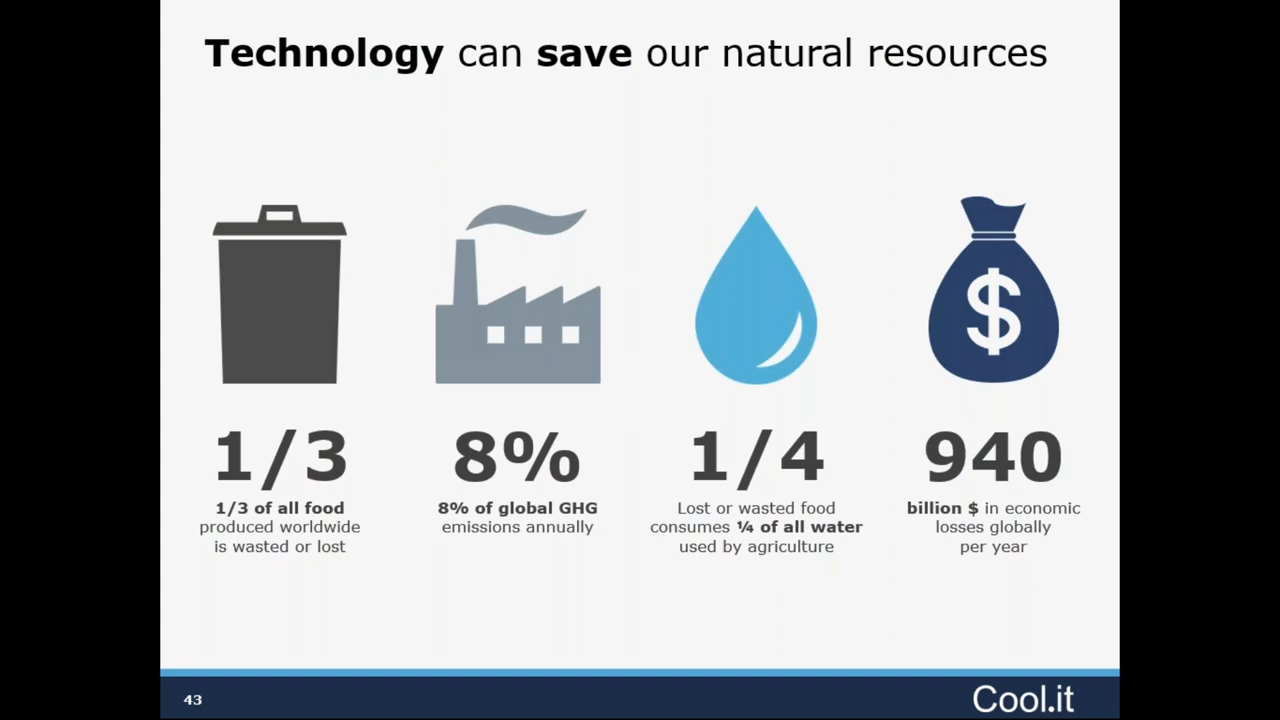 Technology can save our natural resources
$
1/3
1/3 of all food
produced worldwide
is wasted or lost
8%
8% of global GHG
emissions annually
1/4
Lost or wasted food
consumes ¼ of all water
used by agriculture
940
billion $ in economic
losses globally
per year
43
Cool.it